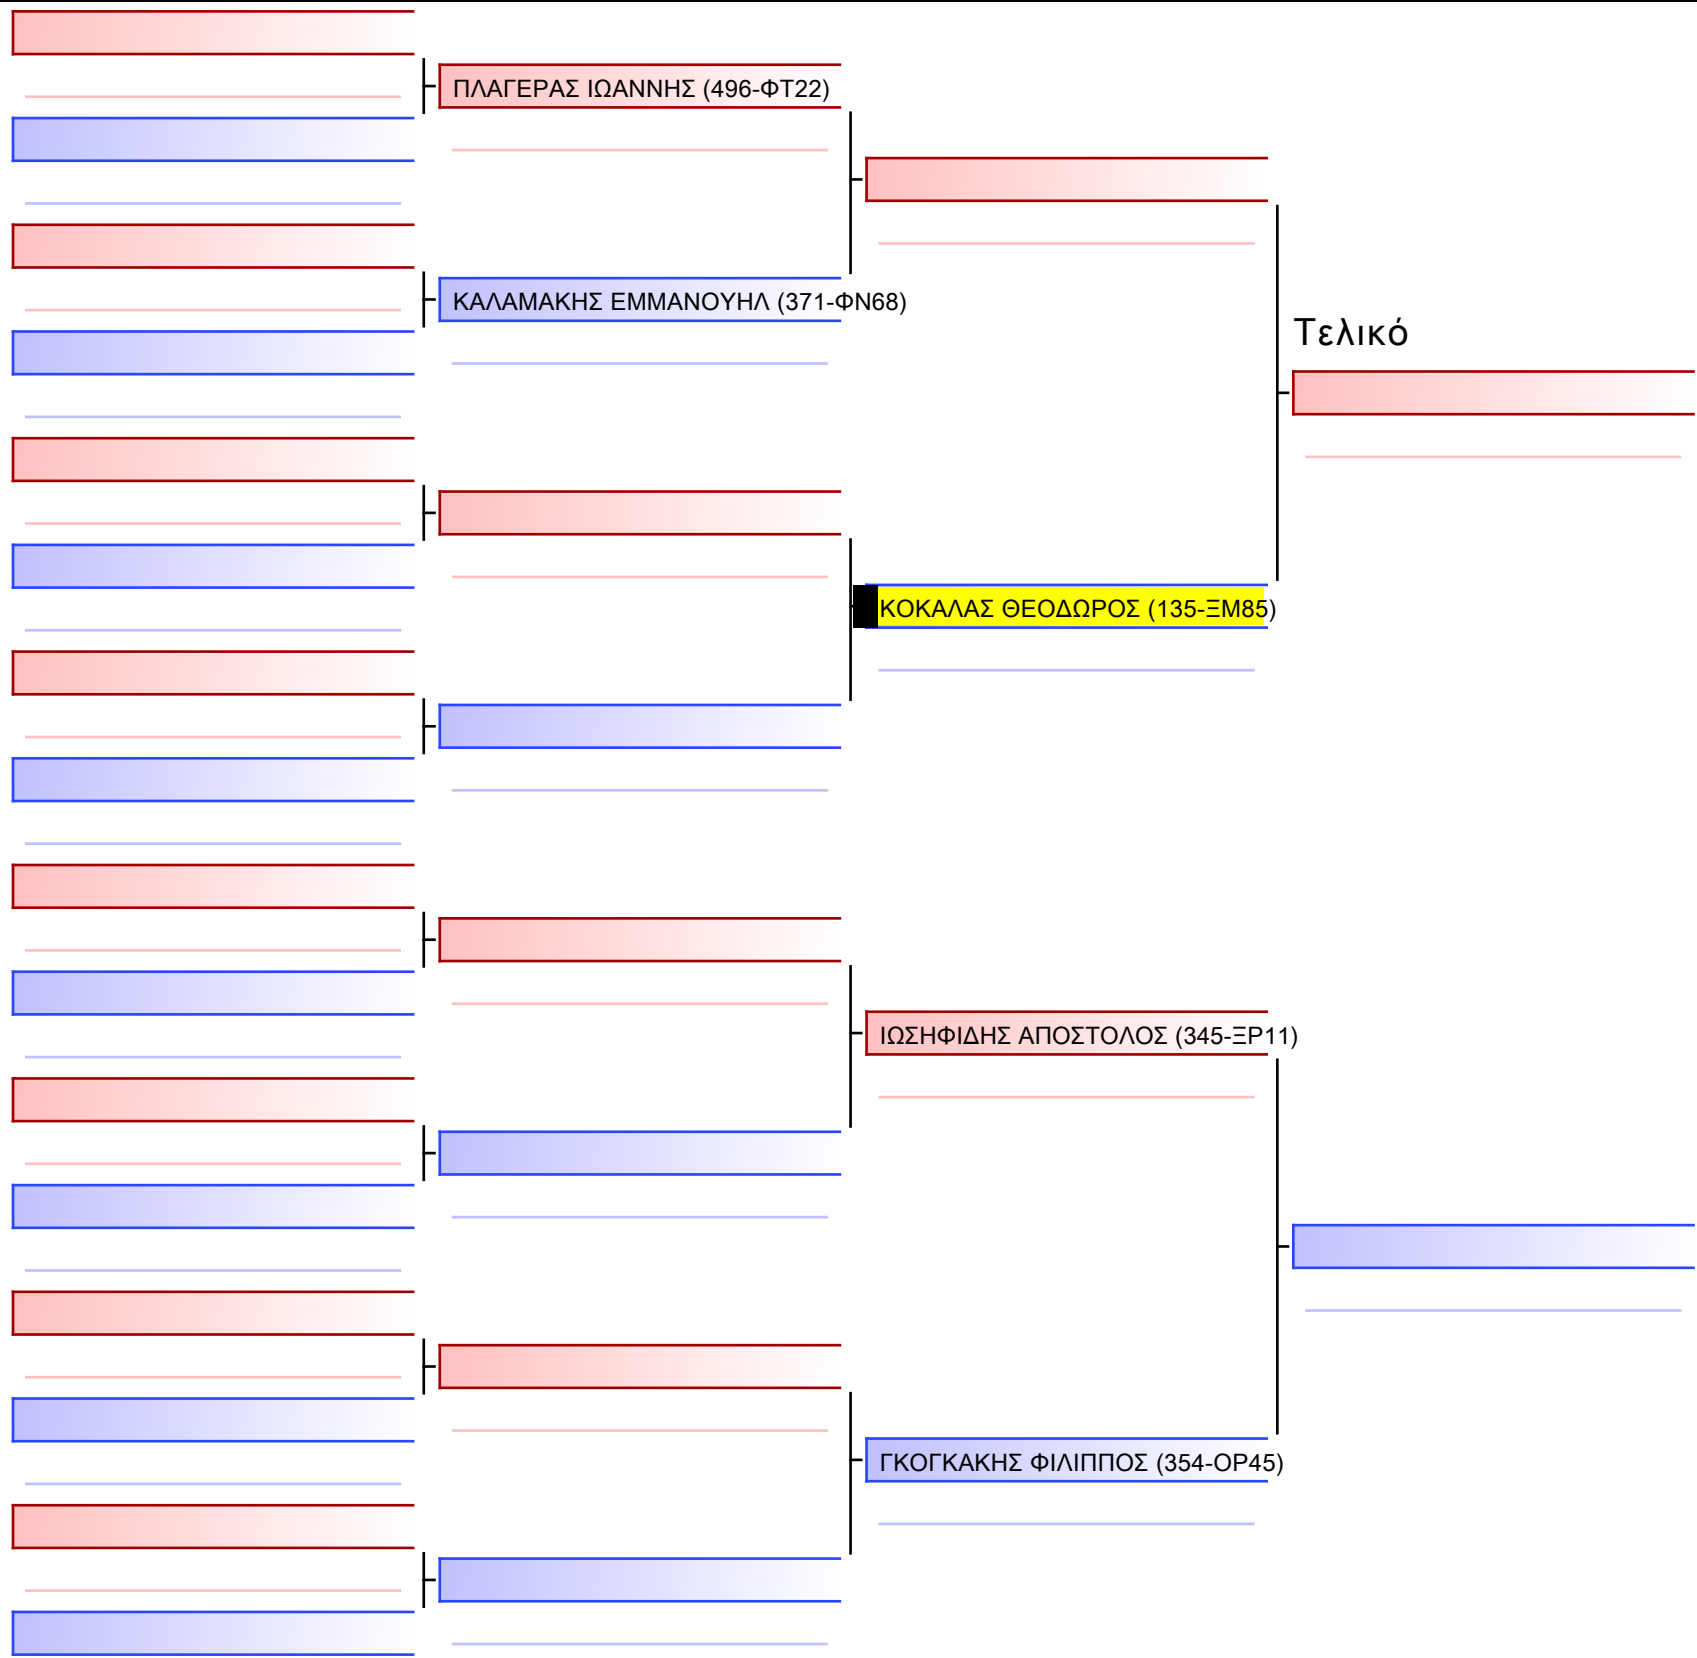 ΠΛΑΓΕΡΑΣ ΙΩΑΝΝΗΣ (496-ΦΤ22)
ΚΑΛΑΜΑΚΗΣ ΕΜΜΑΝΟΥΗΛ (371-ΦΝ68)
Τελικό
ΚΟΚΑΛΑΣ ΘΕΟΔΩΡΟΣ (135-ΞΜ85)
ΙΩΣΗΦΙΔΗΣ ΑΠΟΣΤΟΛΟΣ (345-ΞΡ11)
ΓΚΟΓΚΑΚΗΣ ΦΙΛΙΠΠΟΣ (354-ΟΡ45)